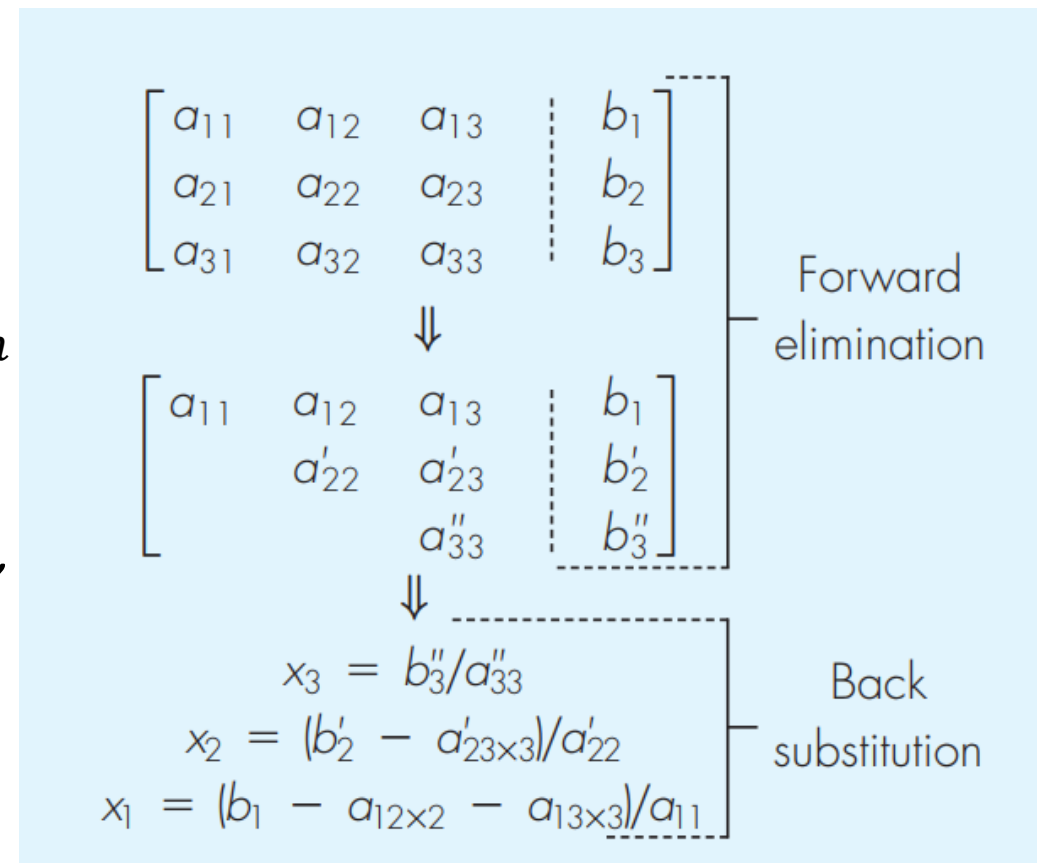 a₁₁ a₁₂ a₁₃ b₁
a₂₁ a₂₂ a₂₃ b₂
a₃₁ a₃₂ a₃₃ b₃
Forward
elimination
⇓
a₁₁ a₁₂ a₁₃ b₁
a'₂₂ a'₂₃ b'₂
a''₃₃ b''₃
⇓
x₃ = b''₃/a''₃₃
x₂ = (b'₂ − a'₂₃ₓ₃)/a'₂₂
x₁ = (b₁ − a₁₂ₓ₂ − a₁₃ₓ₃)/a₁₁
Back
substitution